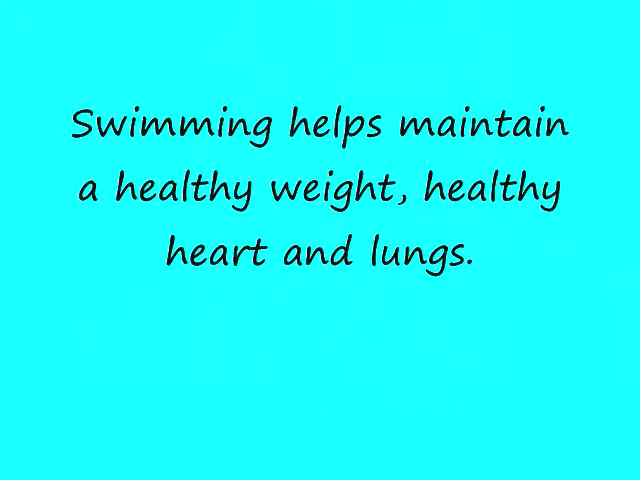 Swimming helps maintain
a healthy weight, healthy
heart and lungs.